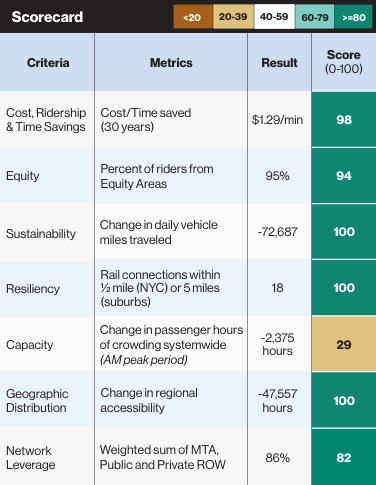 Scorecard
<20 20-39 40-59 60-79 >=80
Criteria Metrics Result Score
(0-100)
Cost, Ridership
& Time Savings
Cost/Time saved
(30 years)
$1.29/min
98
Equity
Percent of riders from
Equity Areas
95%
94
Sustainability
Change in daily vehicle
miles traveled
-72,687
100
Resiliency
Rail connections within
½ mile (NYC) or 5 miles
(suburbs)
18
100
Capacity
Change in passenger hours
of crowding systemwide
(AM peak period)
-2,375
hours
29
Geographic
Distribution
Change in regional
accessibility
-47,557
hours
100
Network
Leverage
Weighted sum of MTA,
Public and Private ROW
86%
82